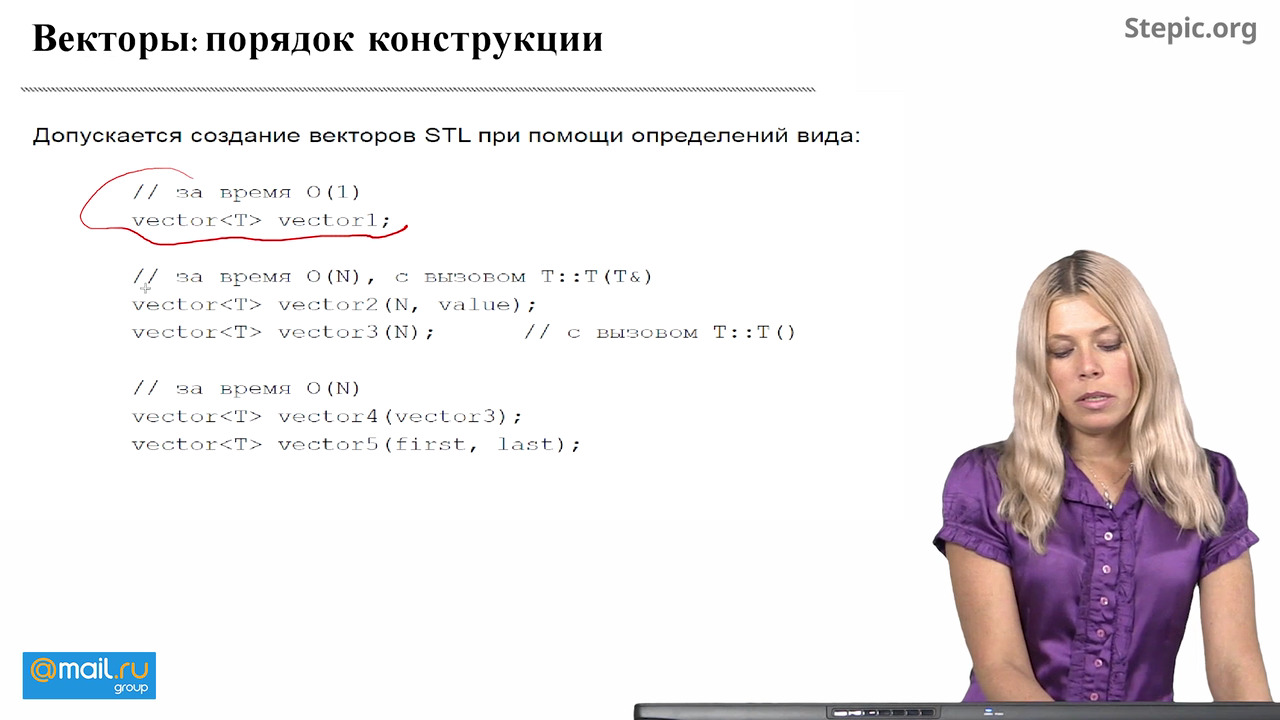 Векторы: порядок конструкции
Stepic.org
Допускается создание векторов STL при помощи определений вида:
// за время O(1)
vector<T> vector1;
// за время O(N), с вызовом T::T(T&)
vector<T> vector2(N, value);
vector<T> vector3(N); // с вызовом T::T()
// за время O(N)
vector<T> vector4(vector3);
vector<T> vector5(first, last);
@mail.ru
group